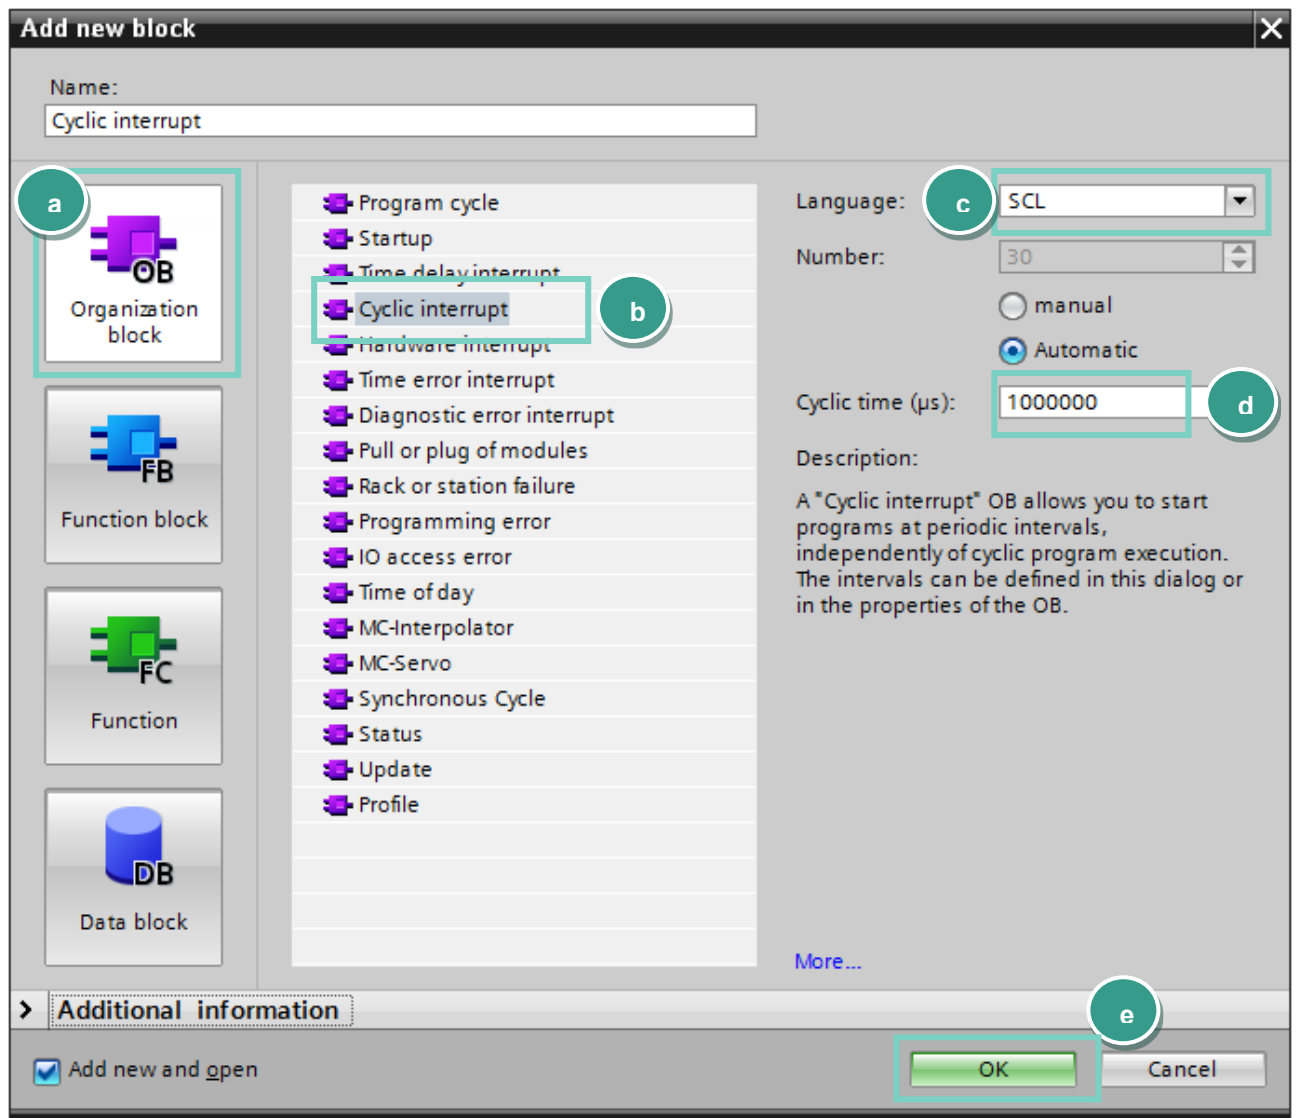 Add new block
Name:
Cyclic interrupt
a
OB
Organization
block
FB
Function block
FC
Function
DB
Data block
Program cycle
Startup
Time delay interrupt
Cyclic interrupt
b
Hardware interrupt
Time error interrupt
Diagnostic error interrupt
Pull or plug of modules
Rack or station failure
Programming error
IO access error
Time of day
MC-Interpolator
MC-Servo
Synchronous Cycle
Status
Update
Profile
Language:
c
SCL
Number:
30
manual
Automatic
Cyclic time (µs):
1000000
d
Description:
A "Cyclic interrupt" OB allows you to start
programs at periodic intervals,
independently of cyclic program execution.
The intervals can be defined in this dialog or
in the properties of the OB.
More...
> Additional information
e
Add new and open
OK
Cancel